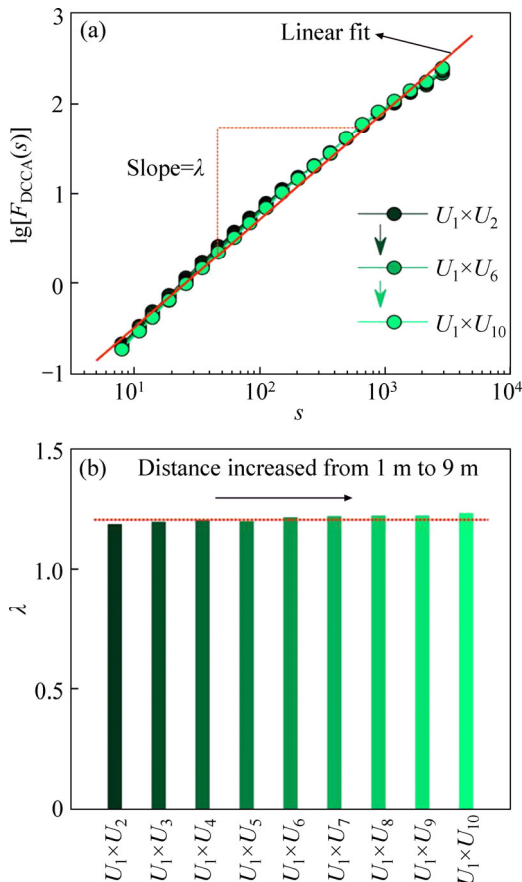 (a)
Linear fit
Slope=λ
U₁×U₂
U₁×U₆
U₁×U₁₀
lg[F_DCCA(s)]
3
2
1
0
−1
10¹
10²
10³
10⁴
s
(b)
Distance increased from 1 m to 9 m
λ
1.5
1.0
0.5
0
U₁×U₂
U₁×U₃
U₁×U₄
U₁×U₅
U₁×U₆
U₁×U₇
U₁×U₈
U₁×U₉
U₁×U₁₀